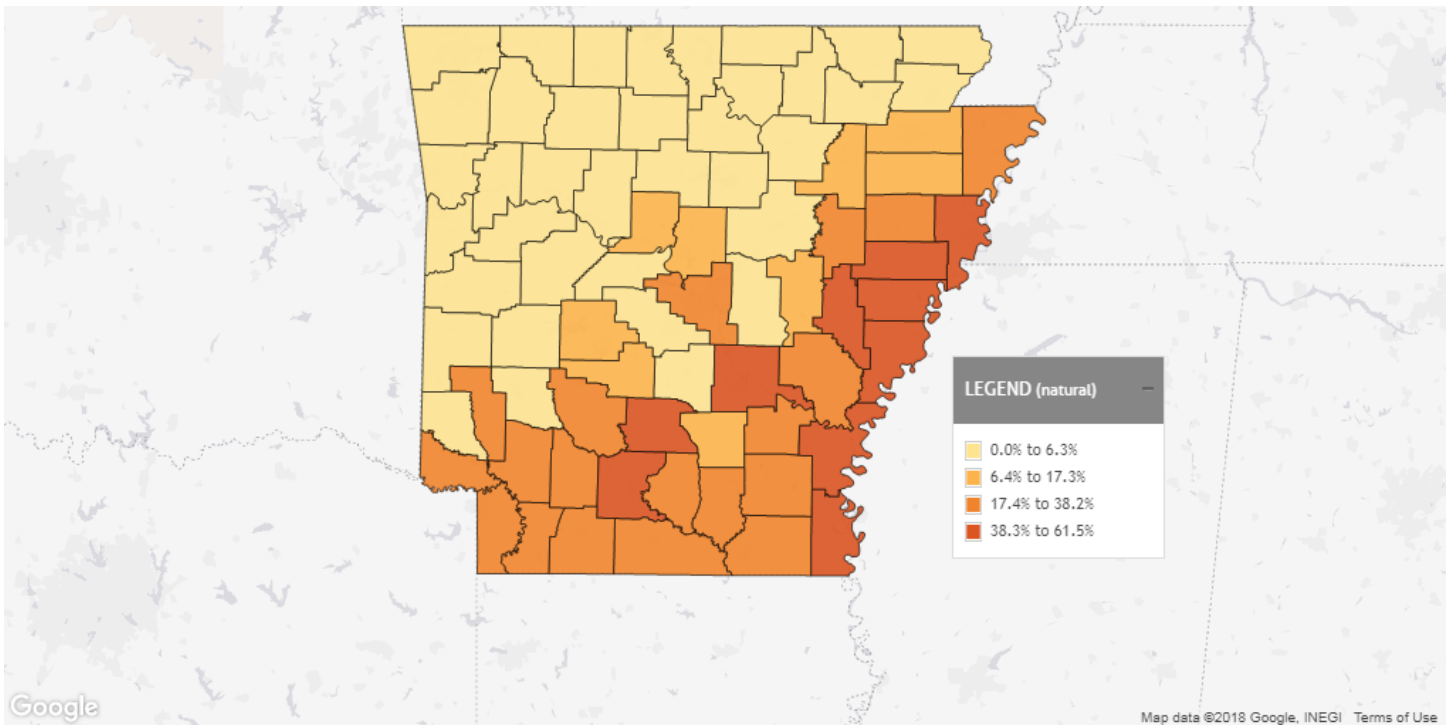 LEGEND (natural)
0.0% to 6.3%
6.4% to 17.3%
17.4% to 38.2%
38.3% to 61.5%
Google
Map data ©2018 Google, INEGI Terms of Use